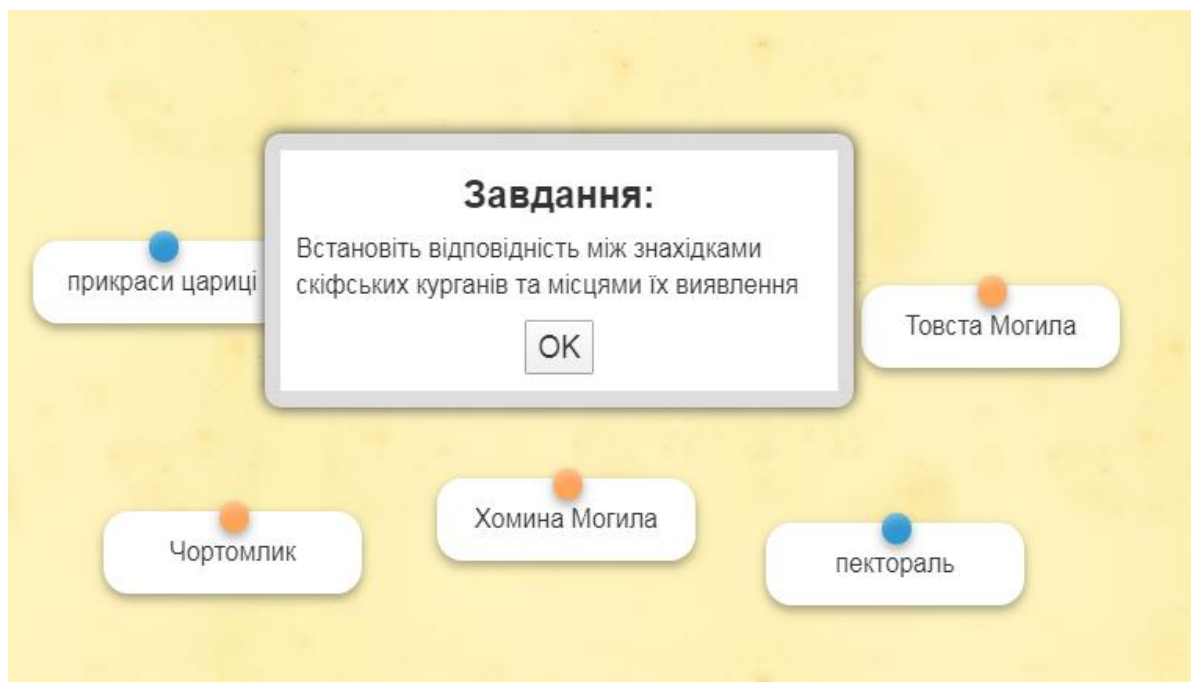 Завдання:
Встановіть відповідність між знахідками
скіфських курганів та місцями їх виявлення
OK
прикраси цариці
Товста Могила
Чортомлик
Хомина Могила
пектораль